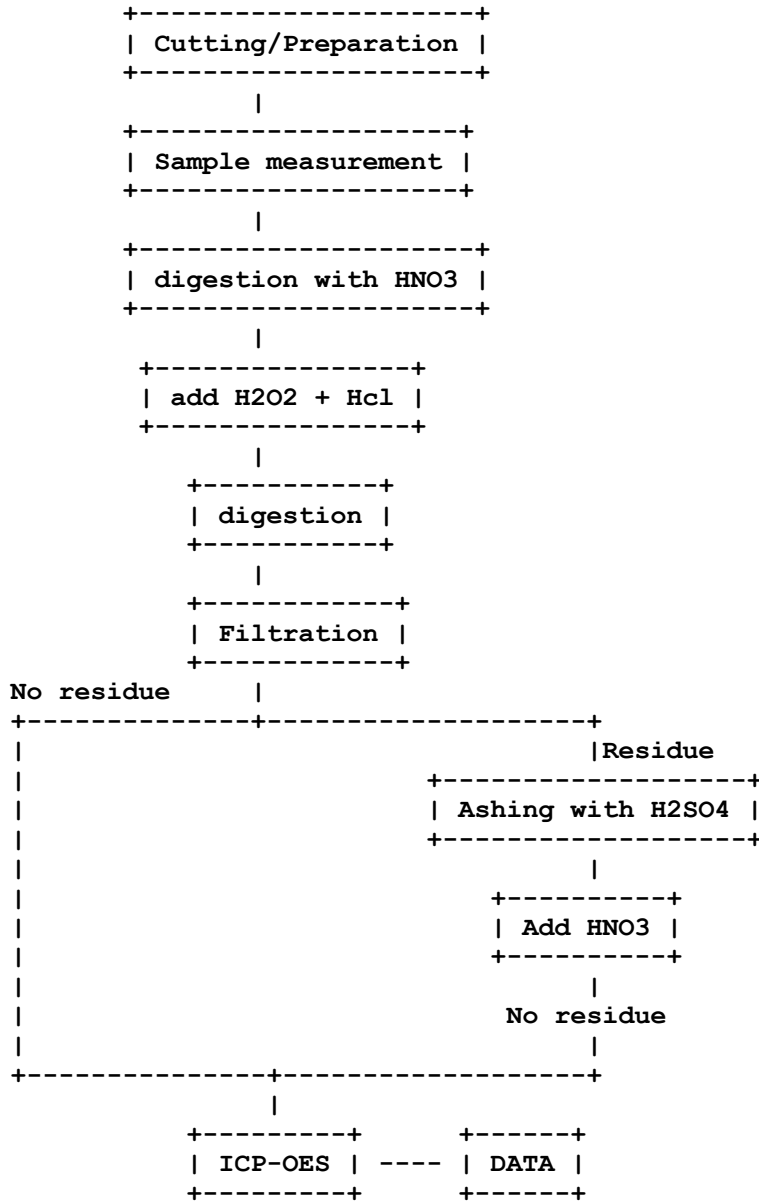 Cutting/Preparation
Sample measurement
digestion with HNO3
add H2O2 + Hcl
digestion
Filtration
No residue
Residue
Ashing with H2SO4
Add HNO3
No residue
ICP-OES ---- DATA